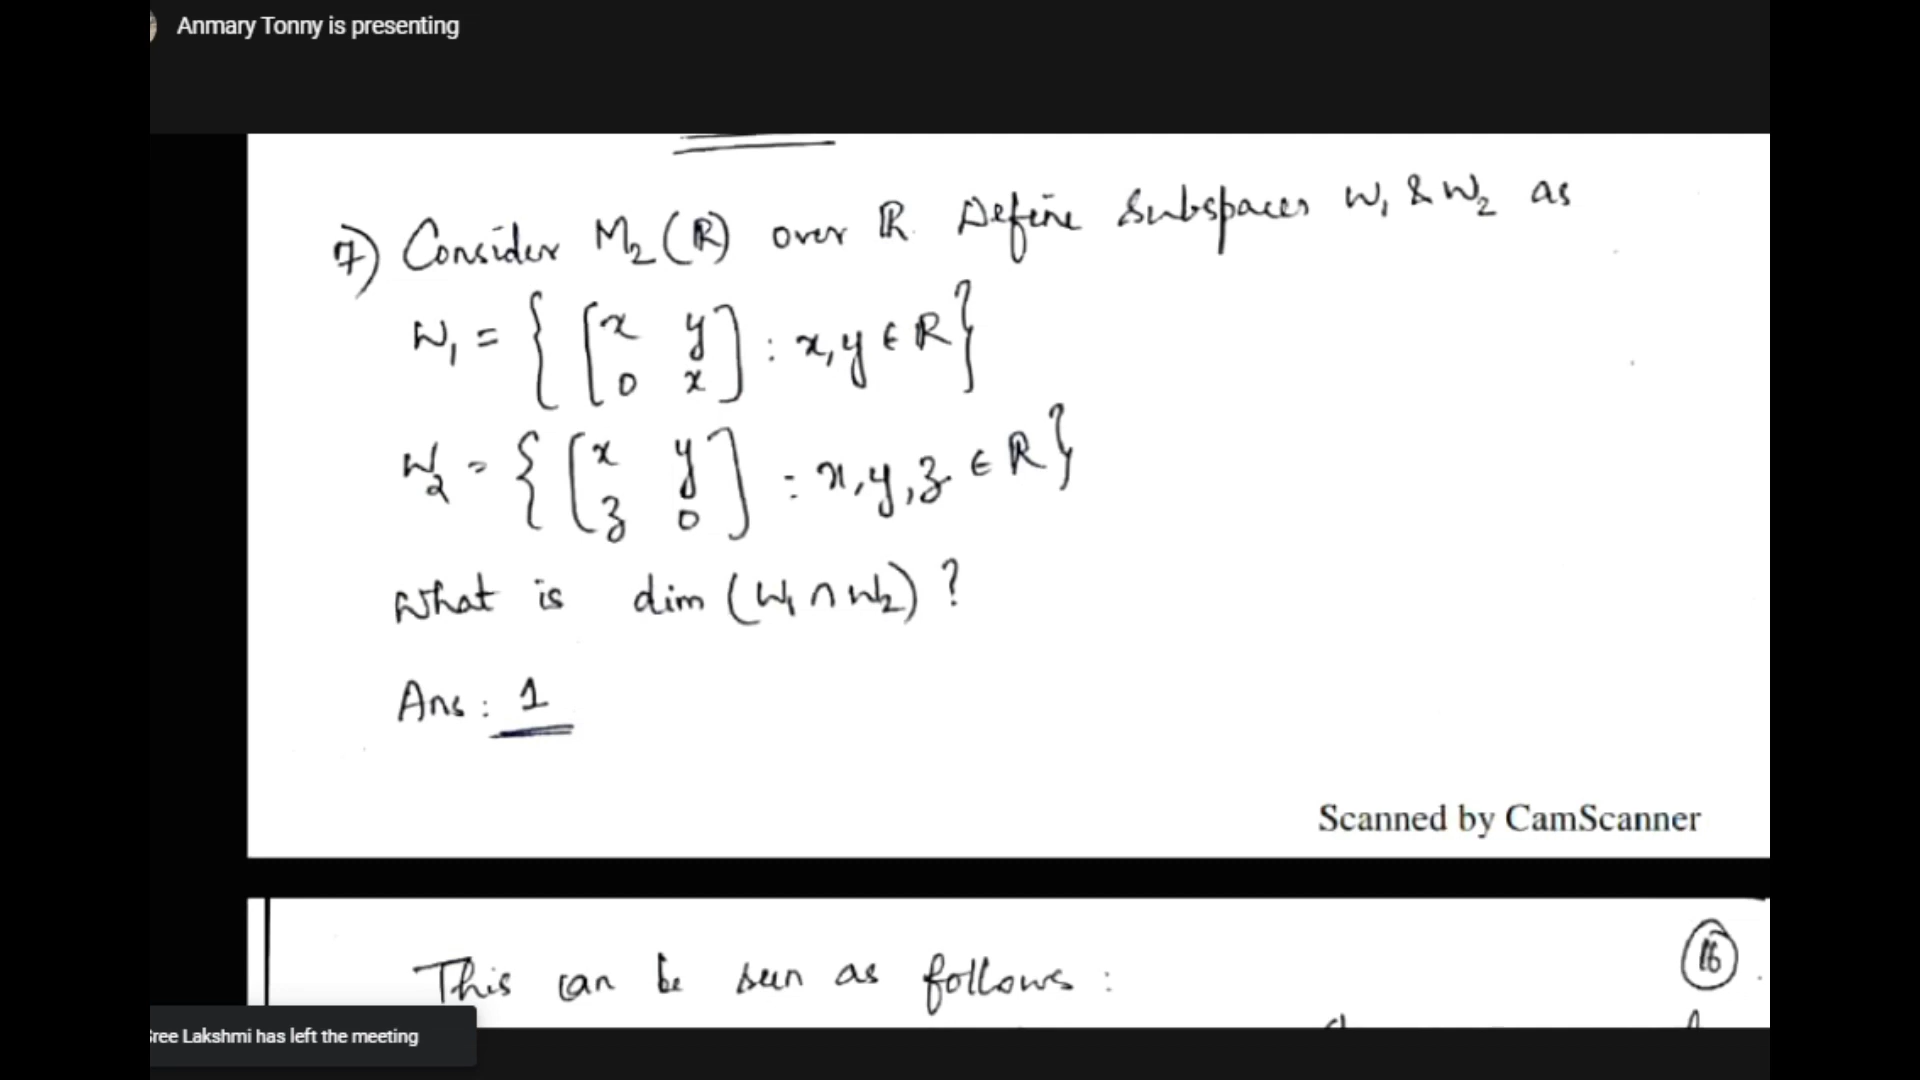 Anmary Tonny is presenting
7) Consider M₂(ℝ) over ℝ. Define subspaces W₁ & W₂ as
W₁ = { [ x y ; 0 x ] : x, y ∈ ℝ }
W₂ = { [ x y ; z 0 ] : x, y, z ∈ ℝ }
What is dim (W₁ ∩ W₂) ?
Ans : 1
Scanned by CamScanner
16
This can be seen as follows :
Sree Lakshmi has left the meeting